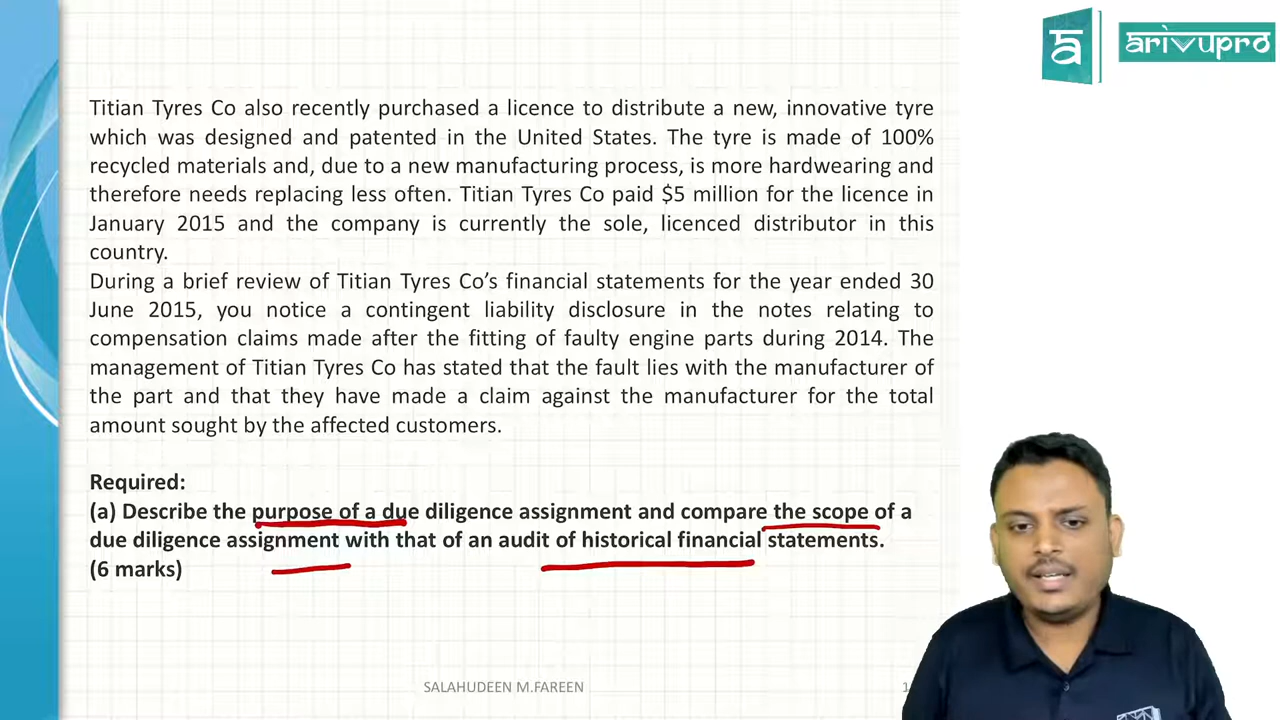 arivupro
Titian Tyres Co also recently purchased a licence to distribute a new, innovative tyre
which was designed and patented in the United States. The tyre is made of 100%
recycled materials and, due to a new manufacturing process, is more hardwearing and
therefore needs replacing less often. Titian Tyres Co paid $5 million for the licence in
January 2015 and the company is currently the sole, licenced distributor in this
country.
During a brief review of Titian Tyres Co’s financial statements for the year ended 30
June 2015, you notice a contingent liability disclosure in the notes relating to
compensation claims made after the fitting of faulty engine parts during 2014. The
management of Titian Tyres Co has stated that the fault lies with the manufacturer of
the part and that they have made a claim against the manufacturer for the total
amount sought by the affected customers.
Required:
(a) Describe the purpose of a due diligence assignment and compare the scope of a
due diligence assignment with that of an audit of historical financial statements.
(6 marks)
SALAHUDEEN M.FAREEN